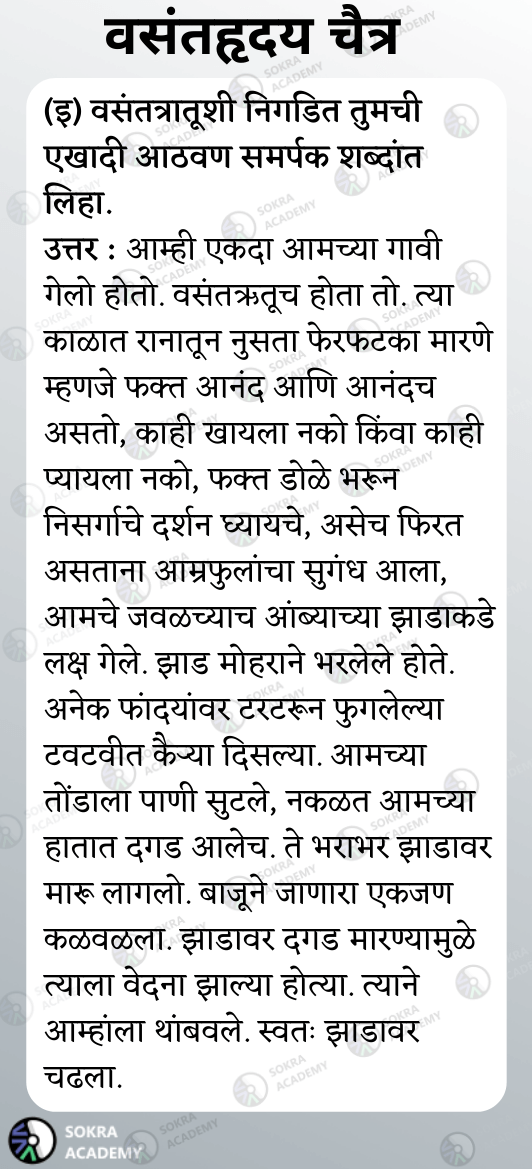 वसंतहृदय चैत्र
(इ) वसंतत्रातूशी निगडित तुमची
एखादी आठवण समर्पक शब्दांत
लिहा.
उत्तर : आम्ही एकदा आमच्या गावी
गेलो होतो. वसंतऋतूच होता तो. त्या
काळात रानातून नुसता फेरफटका मारणे
म्हणजे फक्त आनंद आणि आनंदच
असतो, काही खायला नको किंवा काही
प्यायला नको, फक्त डोळे भरून
निसर्गाचे दर्शन घ्यायचे, असेच फिरत
असताना आम्रफुलांचा सुगंध आला,
आमचे जवळच्याच आंब्याच्या झाडाकडे
लक्ष गेले. झाड मोहराने भरलेले होते.
अनेक फांदयांवर टरटरून फुगलेल्या
टवटवीत कैऱ्या दिसल्या. आमच्या
तोंडाला पाणी सुटले, नकळत आमच्या
हातात दगड आलेच. ते भराभर झाडावर
मारू लागलो. बाजूने जाणारा एकजण
कळवळला. झाडावर दगड मारण्यामुळे
त्याला वेदना झाल्या होत्या. त्याने
आम्हांला थांबवले. स्वतः झाडावर
चढला.
SOKRA
ACADEMY